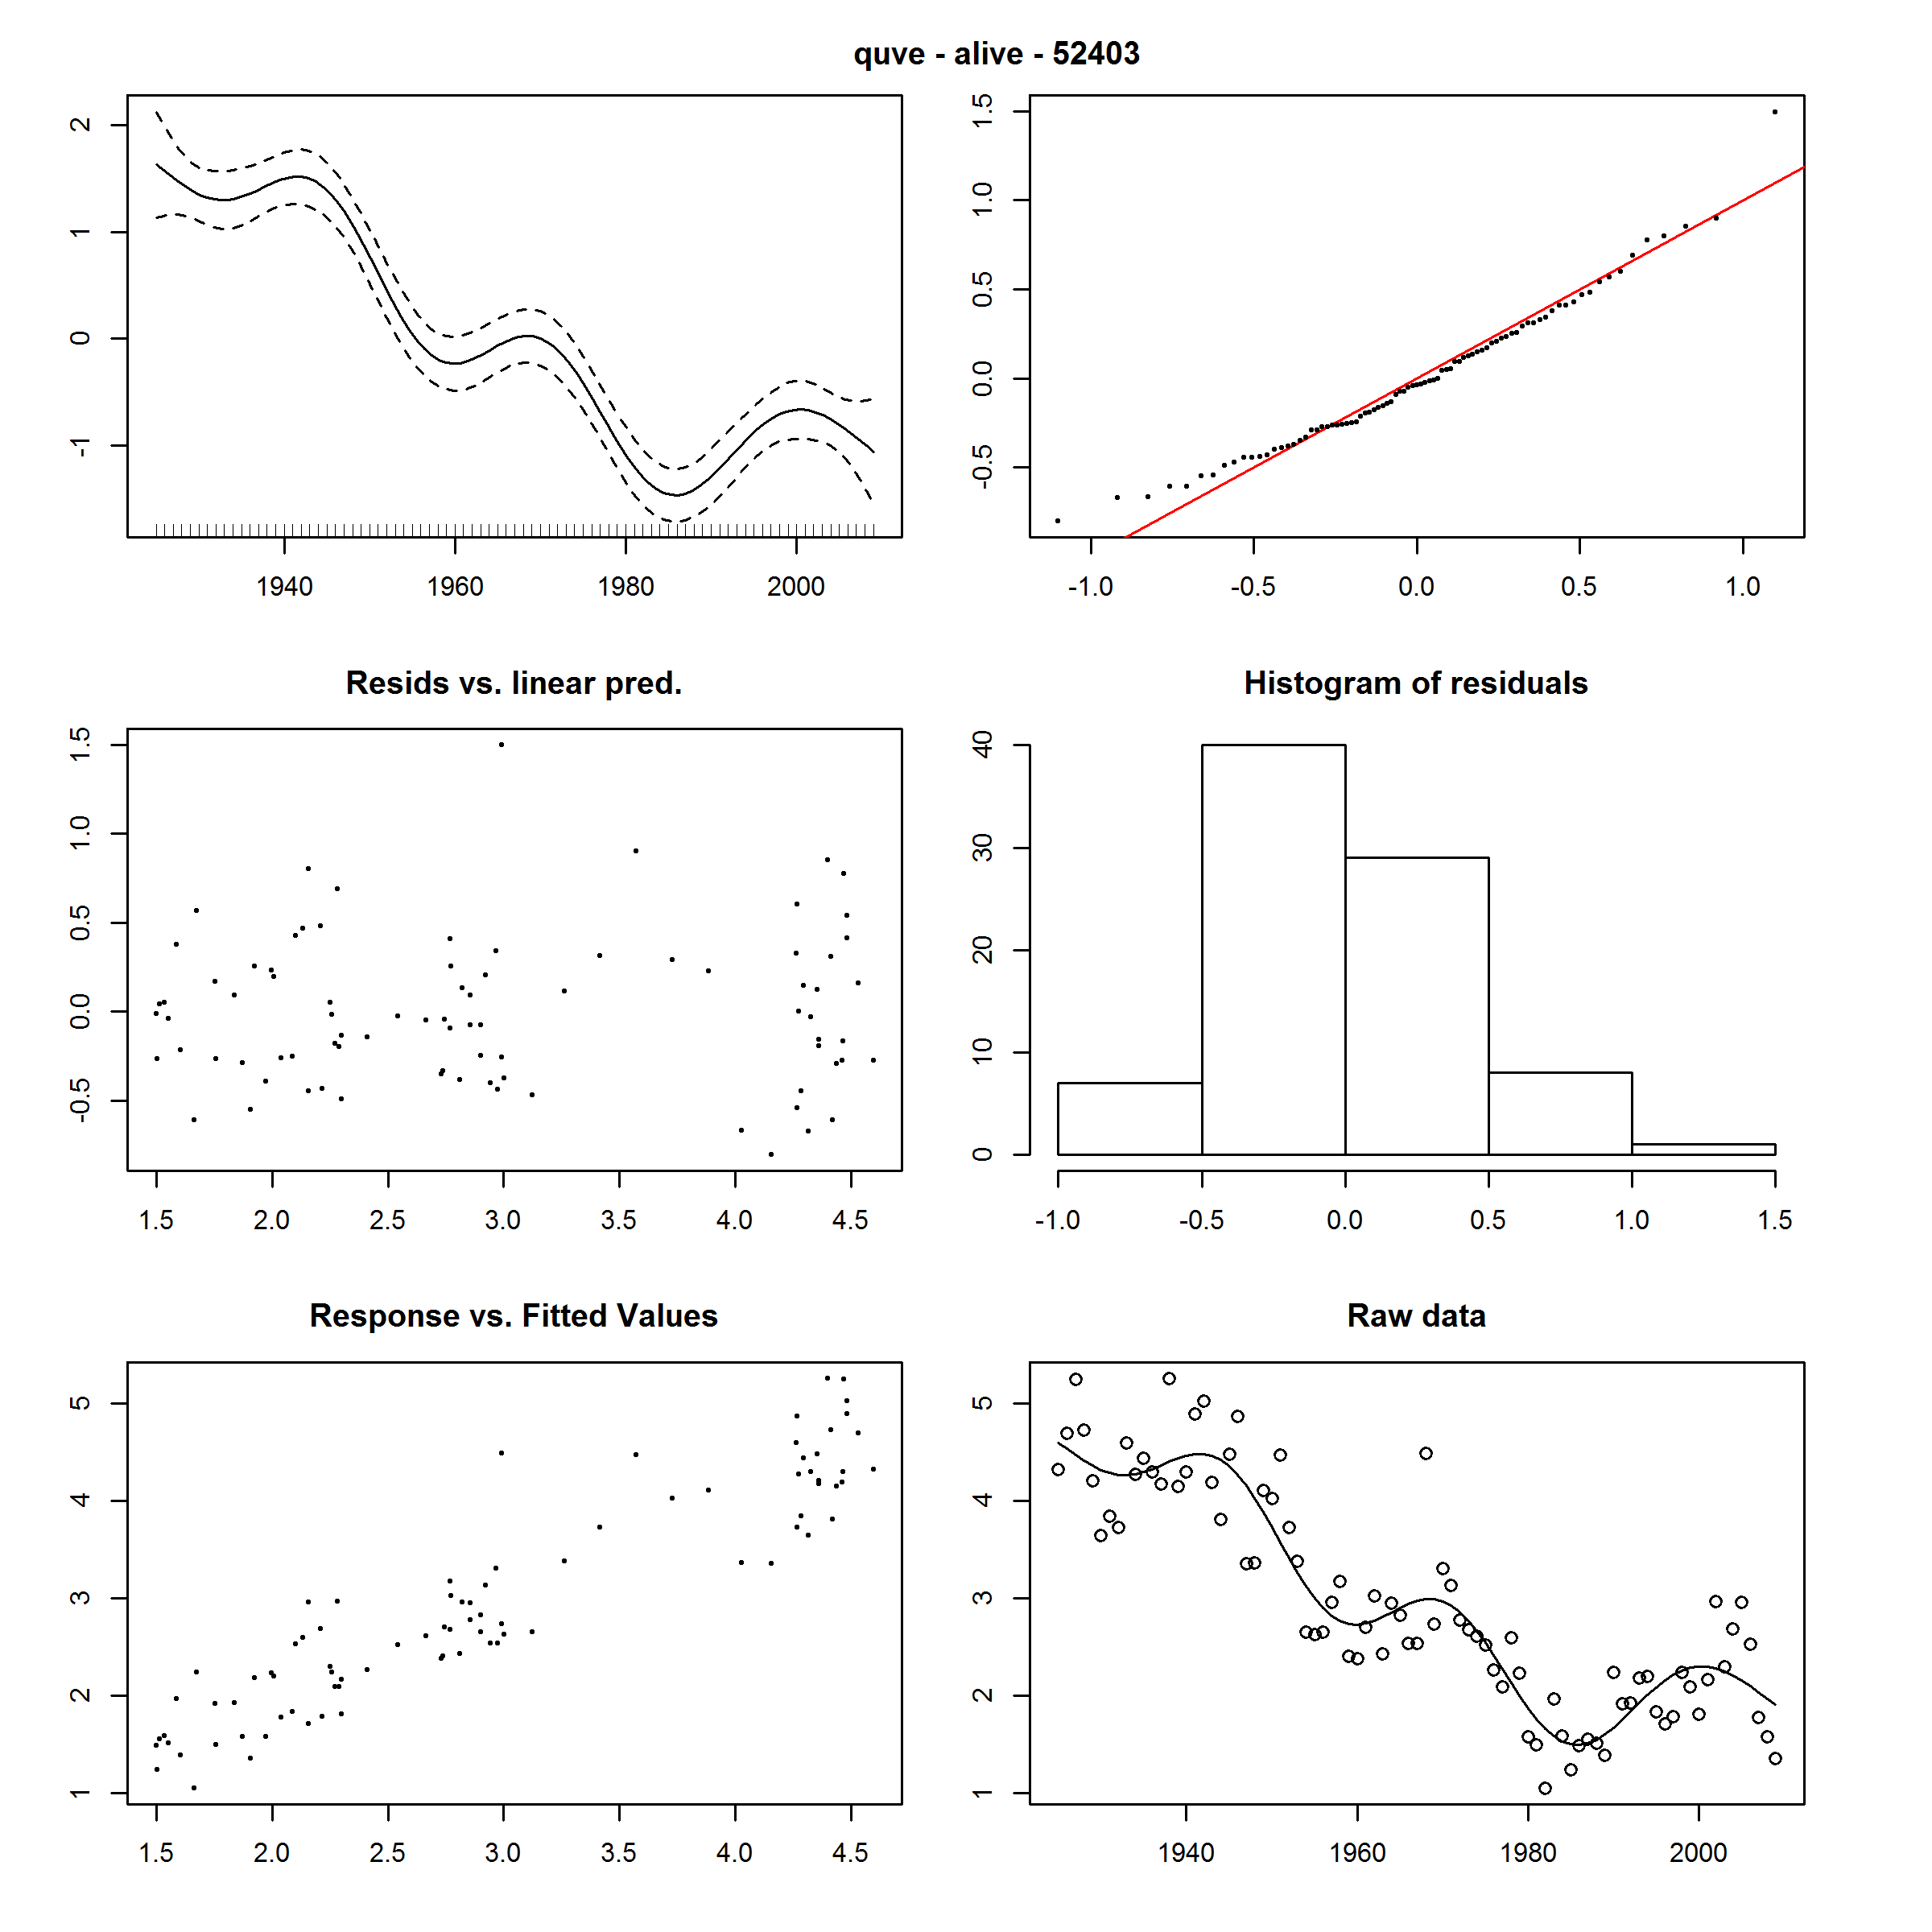 quve - alive - 52403
2
1
0
-1
1940 1960 1980 2000
1.5
1.0
0.5
0.0
-0.5
-1.0 -0.5 0.0 0.5 1.0
Resids vs. linear pred.
1.5
1.0
0.5
0.0
-0.5
1.5 2.0 2.5 3.0 3.5 4.0 4.5
Histogram of residuals
40
30
20
10
0
-1.0 -0.5 0.0 0.5 1.0 1.5
Response vs. Fitted Values
5
4
3
2
1
1.5 2.0 2.5 3.0 3.5 4.0 4.5
Raw data
5
4
3
2
1
1940 1960 1980 2000